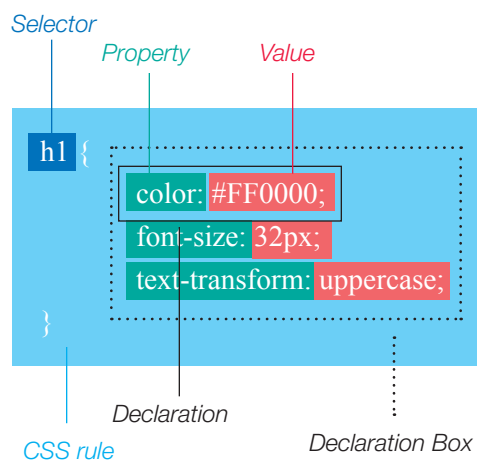 Selector
Property Value
h1 {
color: #FF0000;
font-size: 32px;
text-transform: uppercase;
}
Declaration
CSS rule
Declaration Box